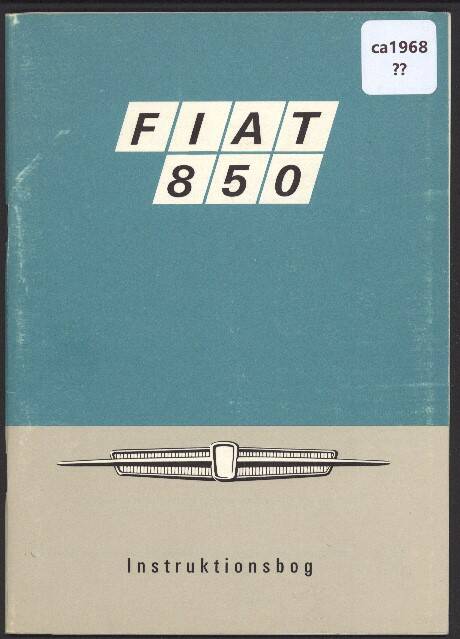 ca1968
??
FIAT
850
Instruktionsbog